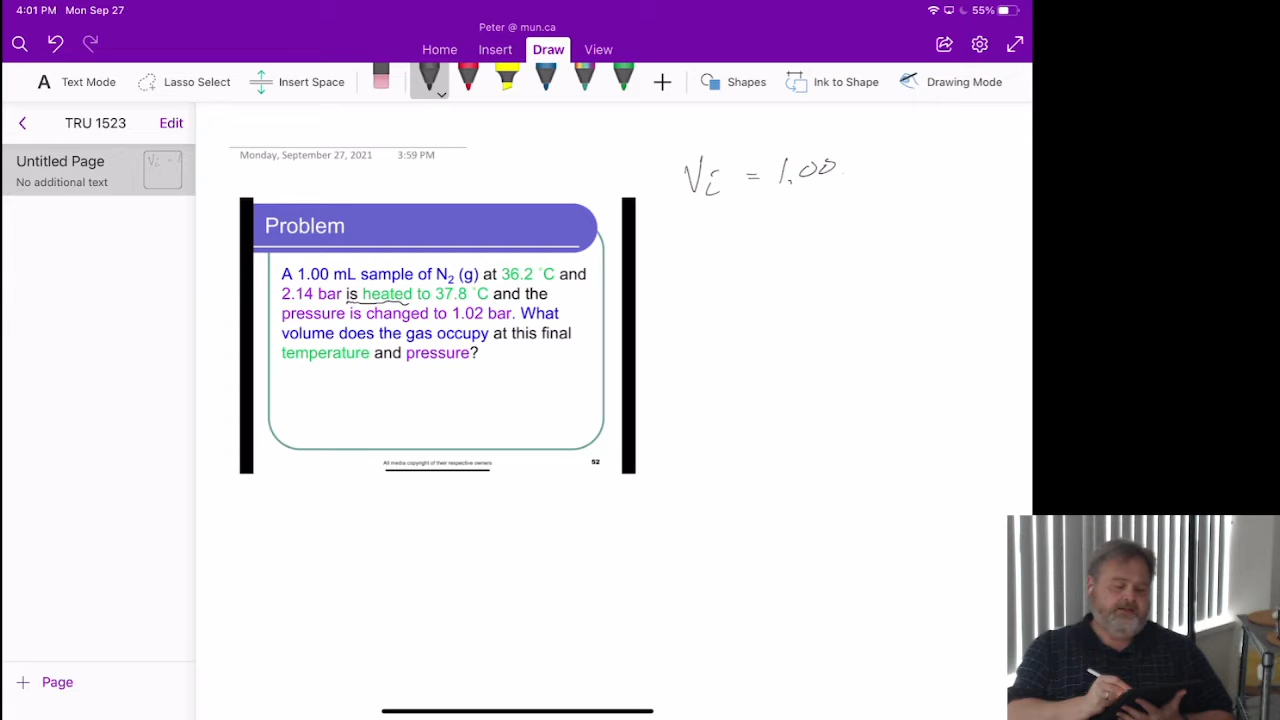 4:01 PM Mon Sep 27
55%
Peter @ mun.ca
Home Insert Draw View
A Text Mode Lasso Select Insert Space Shapes Ink to Shape Drawing Mode
TRU 1523 Edit
Untitled Page
No additional text
Vi = 1
Monday, September 27, 2021 3:59 PM
Vi = 1.00
Problem
A 1.00 mL sample of N2 (g) at 36.2 ˚C and
2.14 bar is heated to 37.8 ˚C and the
pressure is changed to 1.02 bar. What
volume does the gas occupy at this final
temperature and pressure?
All media copyright of their respective owners
52
+ Page